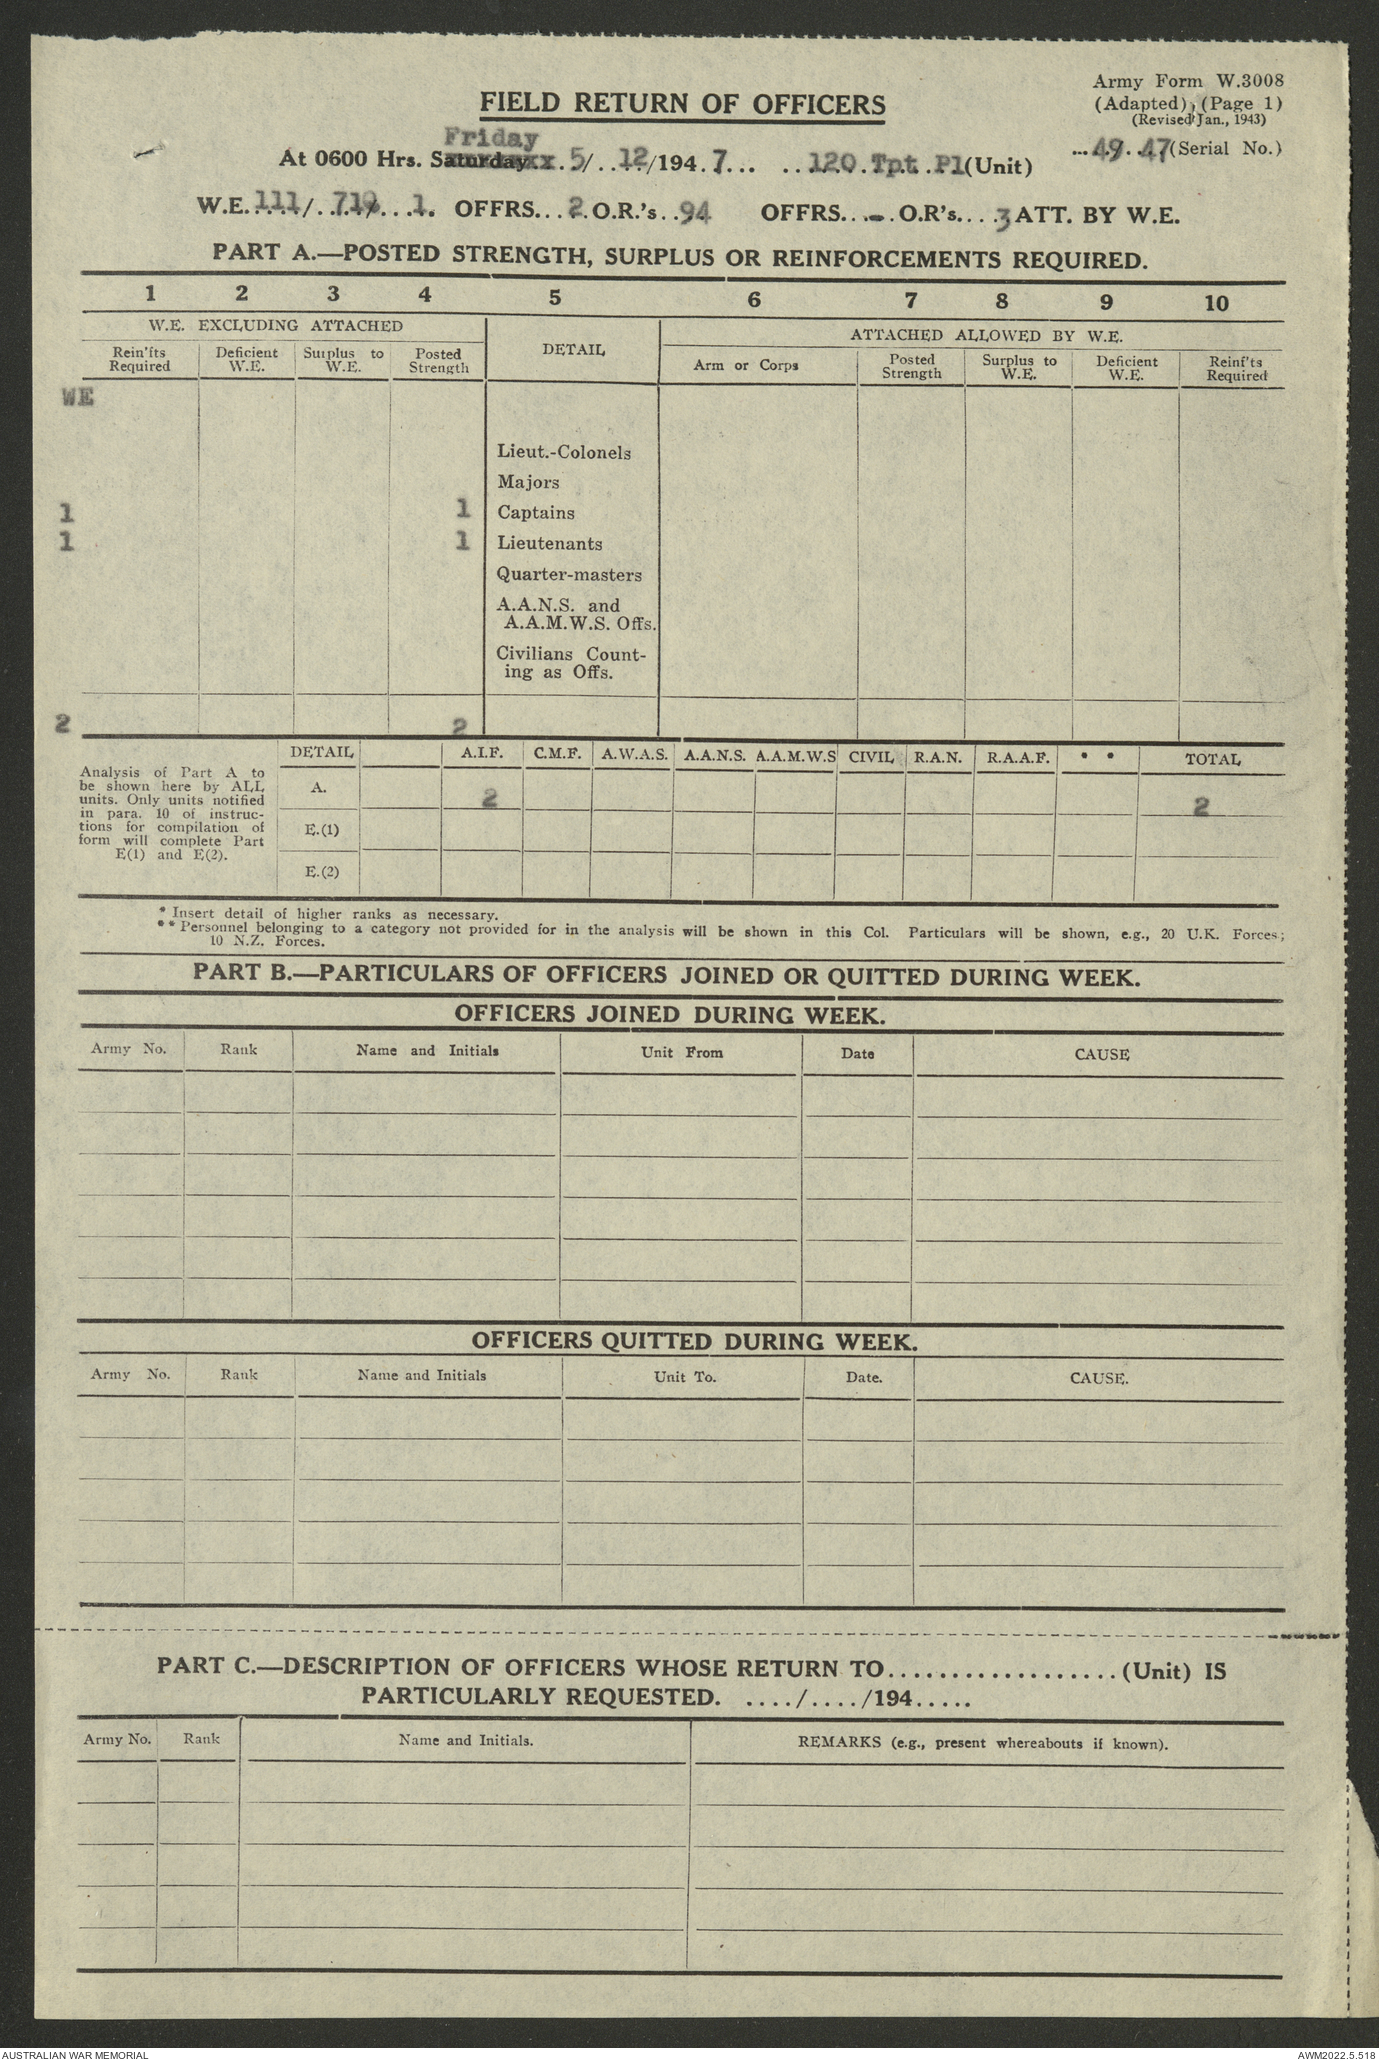 Army Form W.3008
FIELD RETURN OF OFFICERS
(Adapted) (Page 1)
(Revised Jan., 1943)
Friday
At 0600 Hrs. Saturday xx 5/ 12/194 7 120 Tpt Pl (Unit)
49 47 (Serial No.)
W.E. 111/ / 1. OFFRS. 2 O.R.'s 94 OFFRS. - O.R's. 3 ATT. BY W.E.
PART A.—POSTED STRENGTH, SURPLUS OR REINFORCEMENTS REQUIRED.
1 2 3 4 5 6 7 8 9 10
W.E. EXCLUDING ATTACHED DETAIL ATTACHED ALLOWED BY W.E.
Rein'fts Required Deficient W.E. Surplus to W.E. Posted Strength Arm or Corps Posted Strength Surplus to W.E. Deficient W.E. Reinf'ts Required
WE
Lieut.-Colonels
Majors
1 1 Captains
1 1 Lieutenants
Quarter-masters
A.A.N.S. and
A.A.M.W.S. Offs.
Civilians Count-
ing as Offs.
2 2
DETAIL A.I.F. C.M.F. A.W.A.S. A.A.N.S. A.A.M.W.S CIVIL R.A.N. R.A.A.F. * * TOTAL
Analysis of Part A to
be shown here by ALL
units. Only units notified
in para. 10 of instruc-
tions for compilation of
form will complete Part
E(1) and E(2).
A. 2 2
E.(1)
E.(2)
* Insert detail of higher ranks as necessary.
* * Personnel belonging to a category not provided for in the analysis will be shown in this Col. Particulars will be shown, e.g., 20 U.K. Forces;
10 N.Z. Forces.
PART B.—PARTICULARS OF OFFICERS JOINED OR QUITTED DURING WEEK.
OFFICERS JOINED DURING WEEK.
Army No. Rank Name and Initials Unit From Date CAUSE
OFFICERS QUITTED DURING WEEK.
Army No. Rank Name and Initials Unit To. Date. CAUSE.
PART C.—DESCRIPTION OF OFFICERS WHOSE RETURN TO..................(Unit) IS
PARTICULARLY REQUESTED. ..../..../194.....
Army No. Rank Name and Initials. REMARKS (e.g., present whereabouts if known).
AUSTRALIAN WAR MEMORIAL AWM2022.5.518